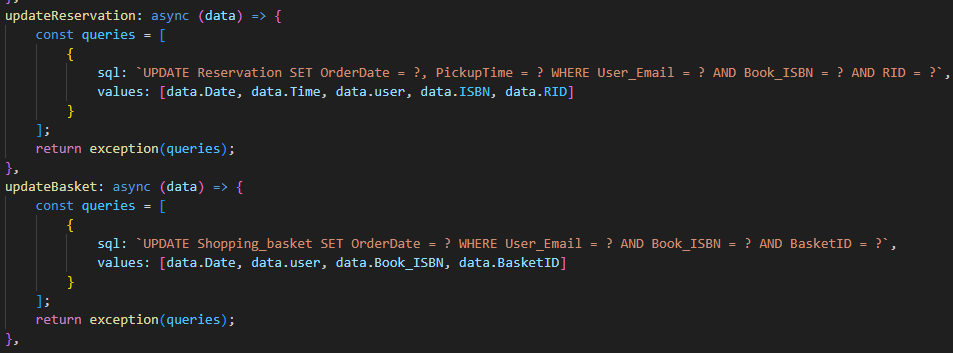 },
updateReservation: async (data) => {
    const queries = [
        {
            sql: `UPDATE Reservation SET OrderDate = ?, PickupTime = ? WHERE User_Email = ? AND Book_ISBN = ? AND RID = ?`,
            values: [data.Date, data.Time, data.user, data.ISBN, data.RID]
        }
    ];
    return exception(queries);
},
updateBasket: async (data) => {
    const queries = [
        {
            sql: `UPDATE Shopping_basket SET OrderDate = ? WHERE User_Email = ? AND Book_ISBN = ? AND BasketID = ?`,
            values: [data.Date, data.user, data.Book_ISBN, data.BasketID]
        }
    ];
    return exception(queries);
},